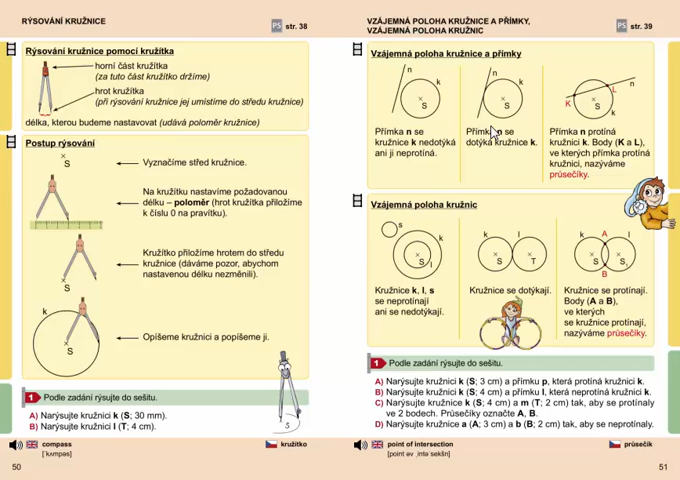 RÝSOVÁNÍ KRUŽNICE
PS str. 38
Rýsování kružnice pomocí kružítka
horní část kružítka
(za tuto část kružítko držíme)
hrot kružítka
(při rýsování kružnice jej umístíme do středu kružnice)
délka, kterou budeme nastavovat (udává poloměr kružnice)
Postup rýsování
S
Vyznačíme střed kružnice.
Na kružítku nastavíme požadovanou
délku – poloměr (hrot kružítka přiložíme
k číslu 0 na pravítku).
Kružítko přiložíme hrotem do středu
kružnice (dáváme pozor, abychom
nastavenou délku nezměnili).
S
k
S
Opíšeme kružnici a popíšeme ji.
S
1 Podle zadání rýsujte do sešitu.
A) Narýsujte kružnici k (S; 30 mm).
B) Narýsujte kružnici l (T; 4 cm).
compass
[ˈkʌmpəs]
kružítko
50
VZÁJEMNÁ POLOHA KRUŽNICE A PŘÍMKY,
VZÁJEMNÁ POLOHA KRUŽNIC
PS str. 39
Vzájemná poloha kružnice a přímky
n k S
n k S
K L n S k
Přímka n se
kružnice k nedotýká
ani ji neprotíná.
Přímka n se
dotýká kružnice k.
Přímka n protíná
kružnici k. Body (K a L),
ve kterých přímka protíná
kružnici, nazýváme
průsečíky.
Vzájemná poloha kružnic
s k S l
k l S T
k A l S S₁ B
Kružnice k, l, s
se neprotínají
ani se nedotýkají.
Kružnice se dotýkají.
Kružnice se protínají.
Body (A a B),
ve kterých
se kružnice protínají,
nazýváme průsečíky.
1 Podle zadání rýsujte do sešitu.
A) Narýsujte kružnici k (S; 3 cm) a přímku p, která protíná kružnici k.
B) Narýsujte kružnici k (S; 4 cm) a přímku l, která neprotíná kružnici k.
C) Narýsujte kružnice k (S; 4 cm) a m (T; 2 cm) tak, aby se protínaly
ve 2 bodech. Průsečíky označte A, B.
D) Narýsujte kružnice a (A; 3 cm) a b (B; 2 cm) tak, aby se neprotínaly.
point of intersection
[point əv ˌintəˈsekšn]
průsečík
51